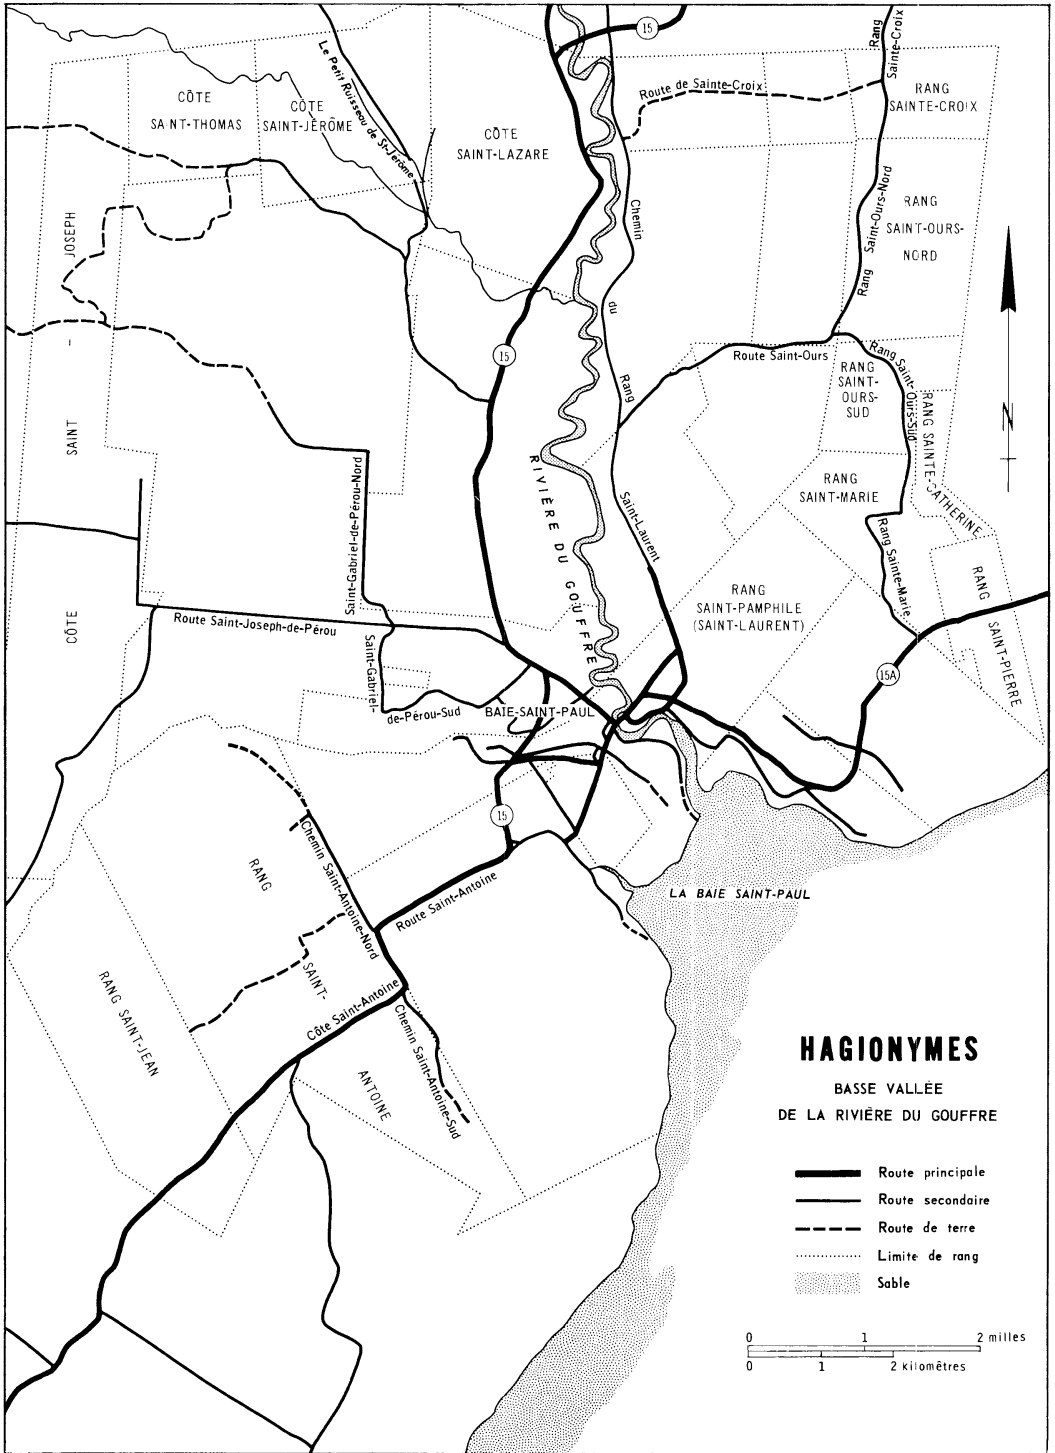 15
Rang
Sainte-Croix
Le Petit Ruisseau de St-Jérôme
CÔTE
SAINT-THOMAS
CÔTE
SAINT-JÉRÔME
CÔTE
SAINT-LAZARE
Route de Sainte-Croix
RANG
SAINTE-CROIX
Rang Saint-Ours-Nord
RANG
SAINT-OURS-
NORD
Chemin du Rang Saint-Laurent
CÔTE SAINT - JOSEPH
15
Route Saint-Ours
RANG
SAINT-
OURS-
SUD
Rang Saint-Ours-Sud
RANG SAINTE-CATHERINE
N
RIVIÈRE DU GOUFFRE
RANG
SAINT-MARIE
Rang Sainte-Marie
Saint-Gabriel-de-Pérou-Nord
Route Saint-Joseph-de-Pérou
RANG
SAINT-PAMPHILE
(SAINT-LAURENT)
RANG SAINT-PIERRE
15A
Saint-Gabriel-
de-Pérou-Sud
BAIE-SAINT-PAUL
15
Chemin Saint-Antoine-Nord
Route Saint-Antoine
LA BAIE SAINT-PAUL
RANG SAINT-
ANTOINE
RANG SAINT-JEAN
Côte Saint-Antoine
Chemin Saint-Antoine-Sud
HAGIONYMES
BASSE VALLÉE
DE LA RIVIÈRE DU GOUFFRE
Route principale
Route secondaire
Route de terre
Limite de rang
Sable
0 1 2 milles
0 1 2 kilomètres